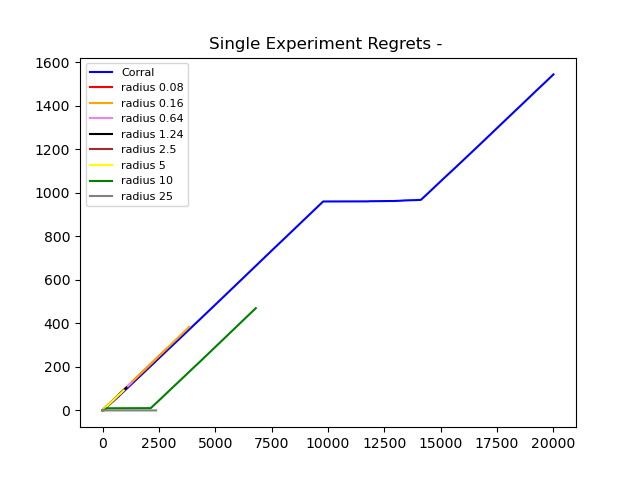 Single Experiment Regrets -
1600
1400
1200
1000
800
600
400
200
0
Corral
radius 0.08
radius 0.16
radius 0.64
radius 1.24
radius 2.5
radius 5
radius 10
radius 25
0 2500 5000 7500 10000 12500 15000 17500 20000